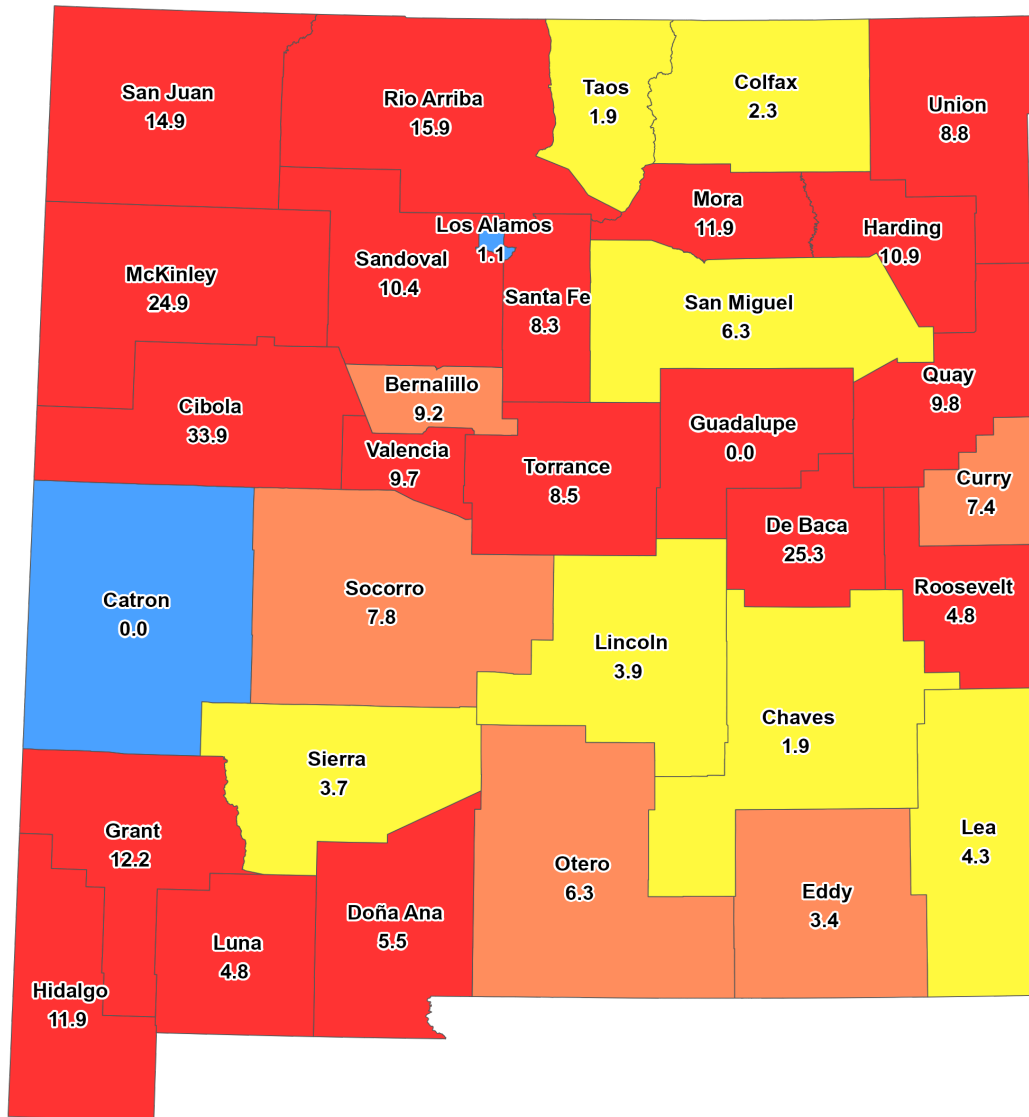 San Juan
14.9
Rio Arriba
15.9
Taos
1.9
Colfax
2.3
Union
8.8
Mora
11.9
Harding
10.9
Los Alamos
1.1
Sandoval
10.4
McKinley
24.9
Santa Fe
8.3
San Miguel
6.3
Bernalillo
9.2
Quay
9.8
Cibola
33.9
Guadalupe
0.0
Valencia
9.7
Torrance
8.5
Curry
7.4
De Baca
25.3
Catron
0.0
Socorro
7.8
Roosevelt
4.8
Lincoln
3.9
Chaves
1.9
Sierra
3.7
Grant
12.2
Lea
4.3
Otero
6.3
Eddy
3.4
Doña Ana
5.5
Luna
4.8
Hidalgo
11.9